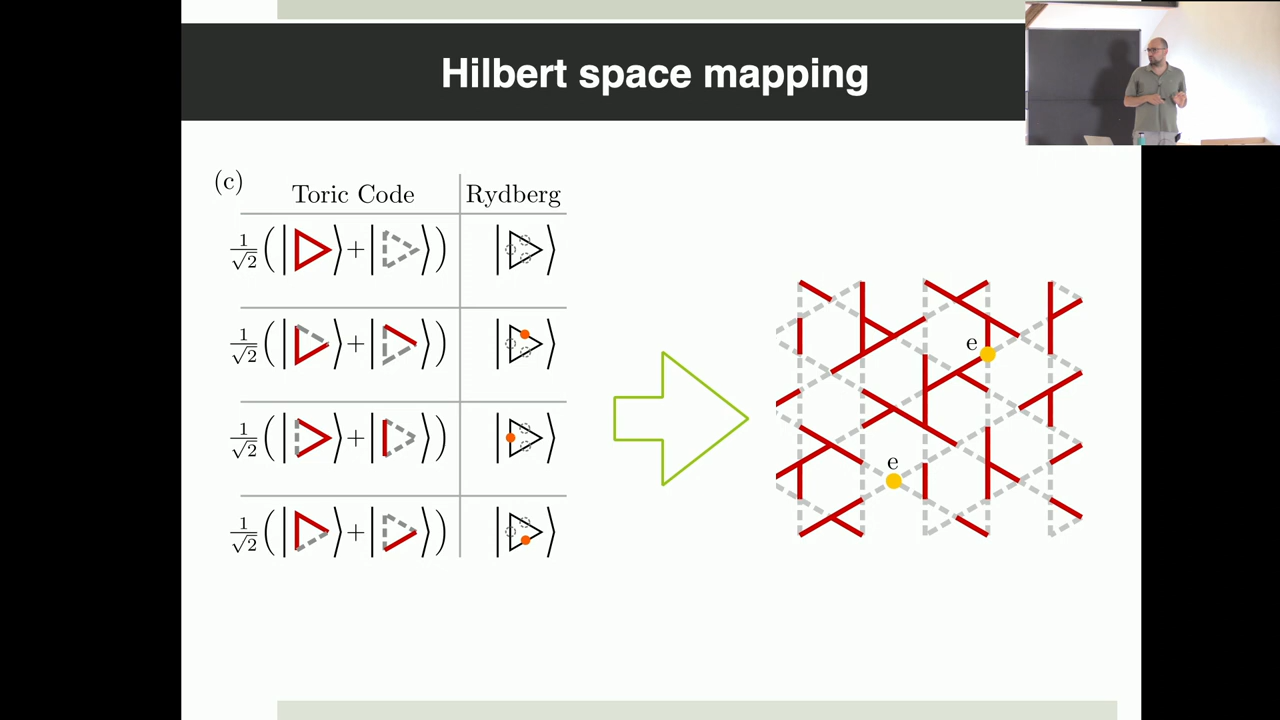 Hilbert space mapping
(c)
Toric Code Rydberg
1/√2 (| ⟩+| ⟩) | ⟩
1/√2 (| ⟩+| ⟩) | ⟩
1/√2 (| ⟩+| ⟩) | ⟩
1/√2 (| ⟩+| ⟩) | ⟩
e
e